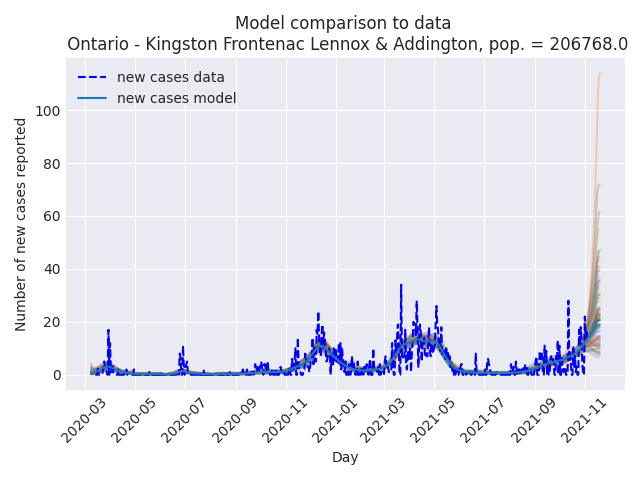 Model comparison to data
Ontario - Kingston Frontenac Lennox & Addington, pop. = 206768.0
new cases data
new cases model
Number of new cases reported
100
80
60
40
20
0
2020-03
2020-05
2020-07
2020-09
2020-11
2021-01
2021-03
2021-05
2021-07
2021-09
2021-11
Day